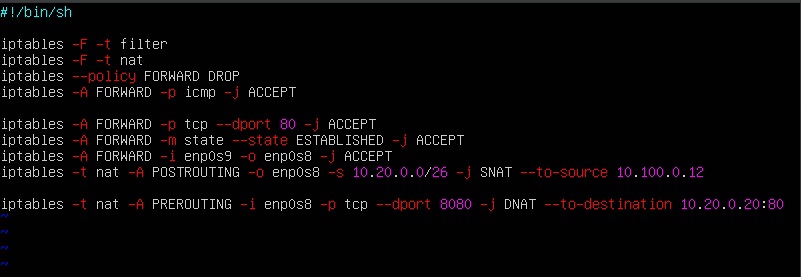 #!/bin/sh
iptables -F -t filter
iptables -F -t nat
iptables --policy FORWARD DROP
iptables -A FORWARD -p icmp -j ACCEPT
iptables -A FORWARD -p tcp --dport 80 -j ACCEPT
iptables -A FORWARD -m state --state ESTABLISHED -j ACCEPT
iptables -A FORWARD -i enp0s9 -o enp0s8 -j ACCEPT
iptables -t nat -A POSTROUTING -o enp0s8 -s 10.20.0.0/26 -j SNAT --to-source 10.100.0.12
iptables -t nat -A PREROUTING -i enp0s8 -p tcp --dport 8080 -j DNAT --to-destination 10.20.0.20:80
~
~
~
~